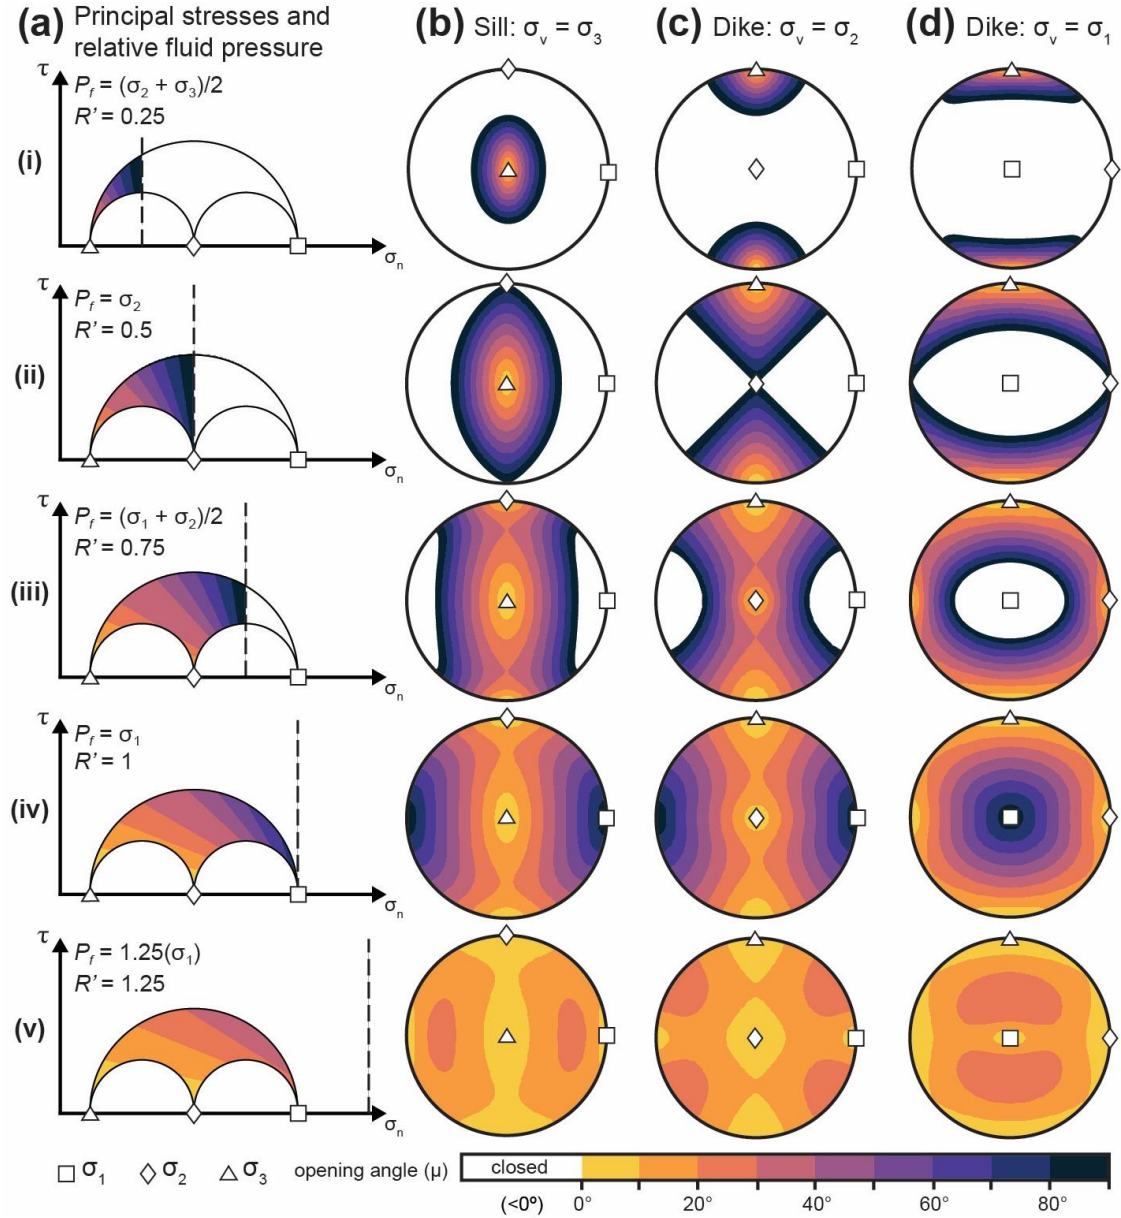 (a) Principal stresses and
relative fluid pressure
(b) Sill: σv = σ3
(c) Dike: σv = σ2
(d) Dike: σv = σ1
τ
Pf = (σ2 + σ3)/2
R’ = 0.25
(i)
σn
τ
Pf = σ2
R’ = 0.5
(ii)
σn
τ
Pf = (σ1 + σ2)/2
R’ = 0.75
(iii)
σn
τ
Pf = σ1
R’ = 1
(iv)
σn
τ
Pf = 1.25(σ1)
R’ = 1.25
(v)
σn
σ1 σ2 σ3 opening angle (μ) closed
(<0°) 0° 20° 40° 60° 80°